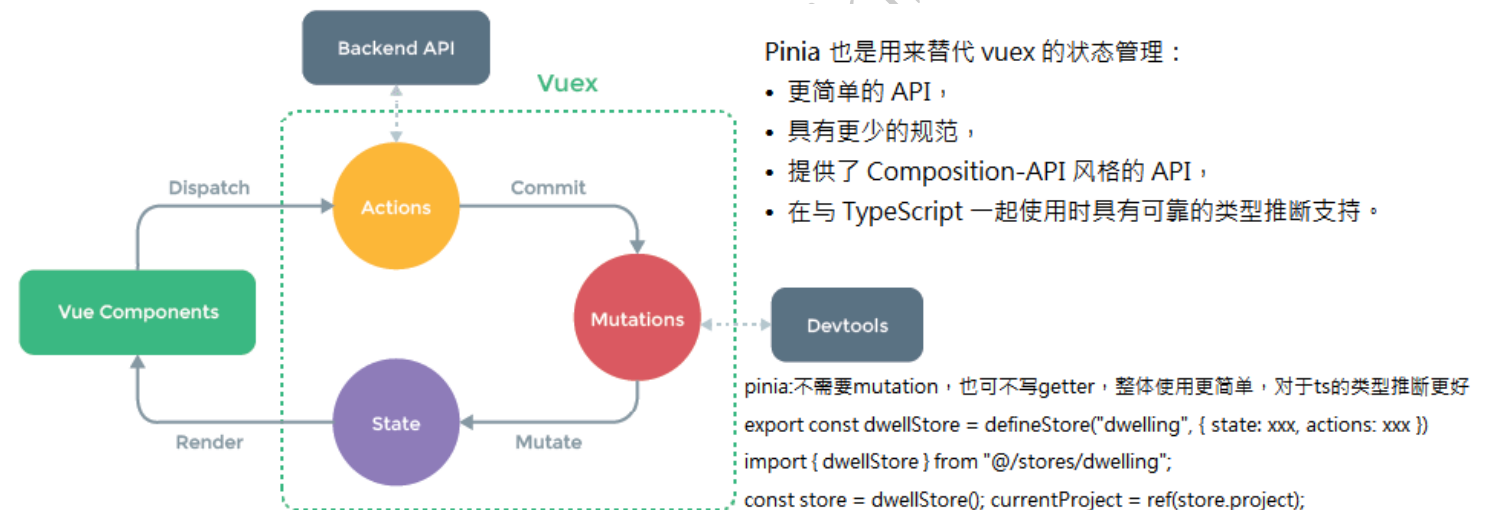 Backend API
Vuex
Dispatch
Actions
Commit
Vue Components
Mutations
Devtools
State
Render
Mutate
Pinia 也是用来替代 vuex 的状态管理：
• 更简单的 API，
• 具有更少的规范，
• 提供了 Composition-API 风格的 API，
• 在与 TypeScript 一起使用时具有可靠的类型推断支持。
pinia:不需要mutation，也可不写getter，整体使用更简单，对于ts的类型推断更好
export const dwellStore = defineStore("dwelling", { state: xxx, actions: xxx })
import { dwellStore } from "@/stores/dwelling";
const store = dwellStore(); currentProject = ref(store.project);